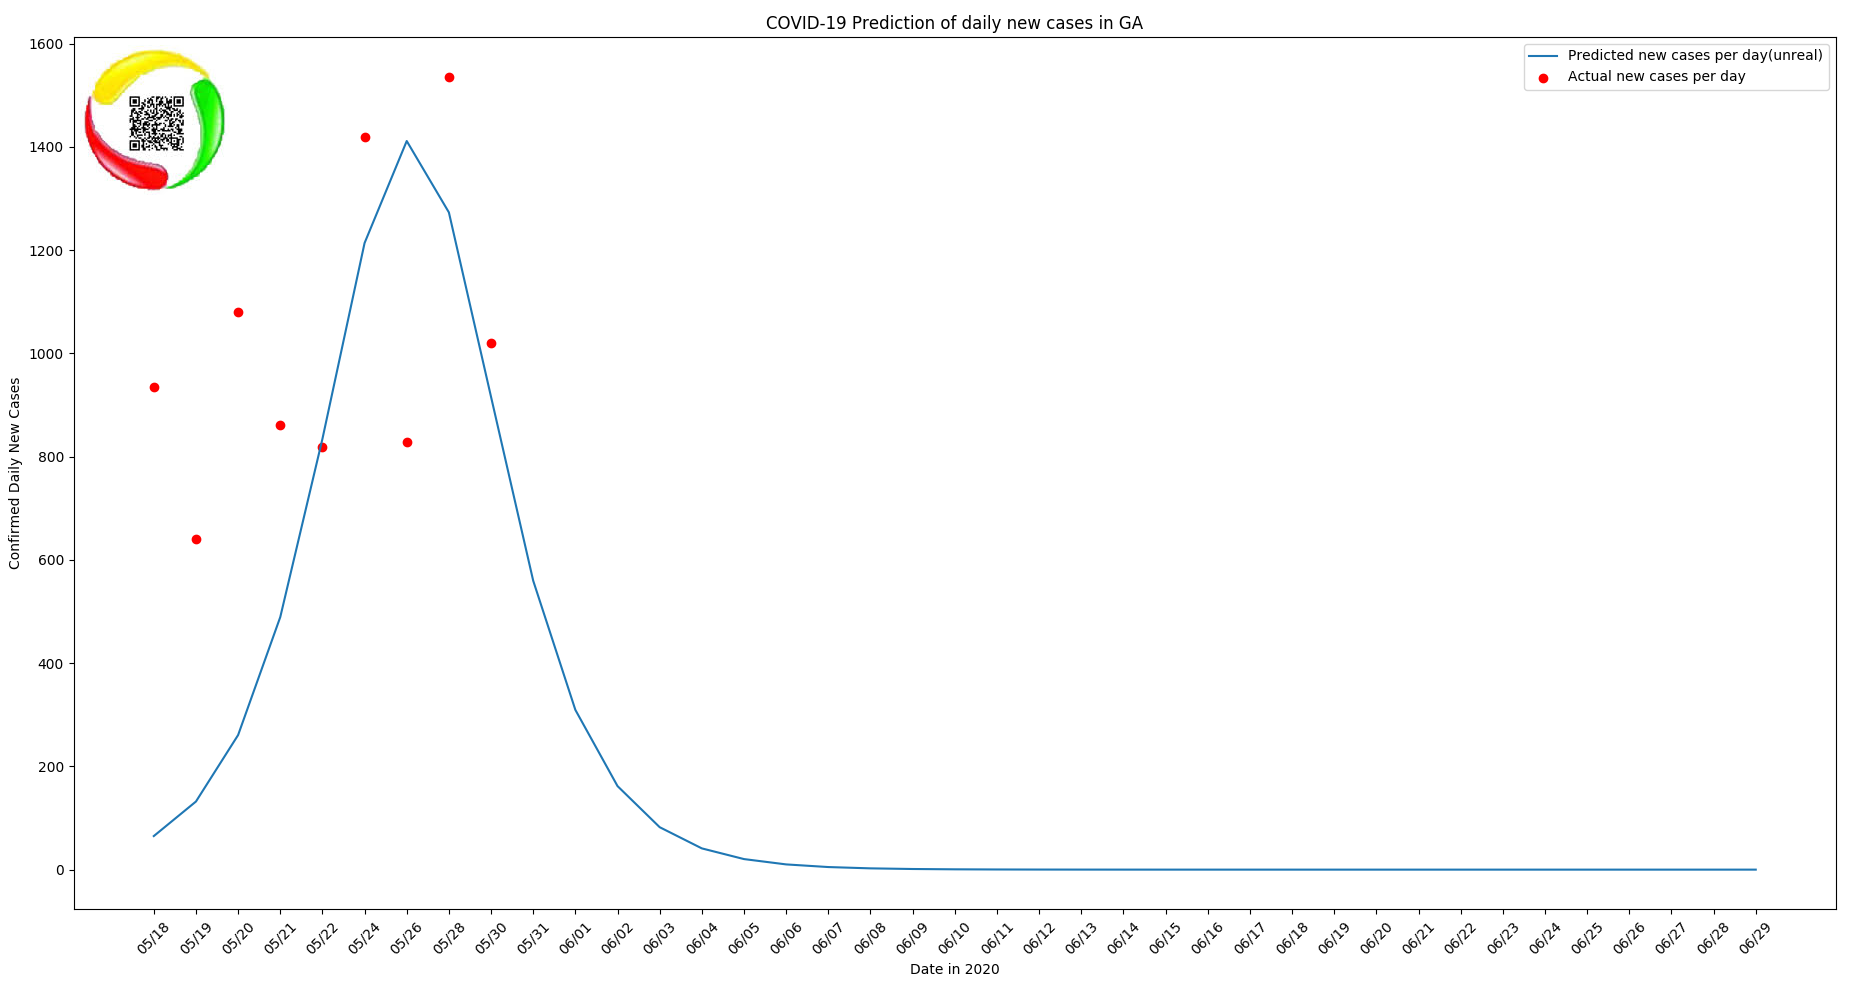 COVID-19 Prediction of daily new cases in GA
Predicted new cases per day(unreal)
Actual new cases per day
Confirmed Daily New Cases
1600
1400
1200
1000
800
600
400
200
0
05/18 05/19 05/20 05/21 05/22 05/24 05/26 05/28 05/30 05/31 06/01 06/02 06/03 06/04 06/05 06/06 06/07 06/08 06/09 06/10 06/11 06/12 06/13 06/14 06/15 06/16 06/17 06/18 06/19 06/20 06/21 06/22 06/23 06/24 06/25 06/26 06/27 06/28 06/29
Date in 2020